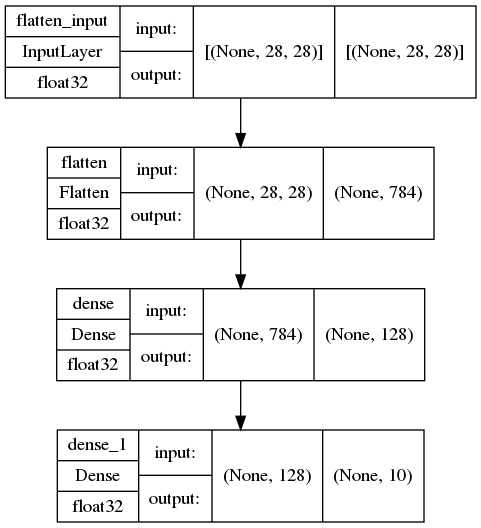 flatten_input
InputLayer
float32
input:
output:
[(None, 28, 28)]
[(None, 28, 28)]
flatten
Flatten
float32
input:
output:
(None, 28, 28)
(None, 784)
dense
Dense
float32
input:
output:
(None, 784)
(None, 128)
dense_1
Dense
float32
input:
output:
(None, 128)
(None, 10)